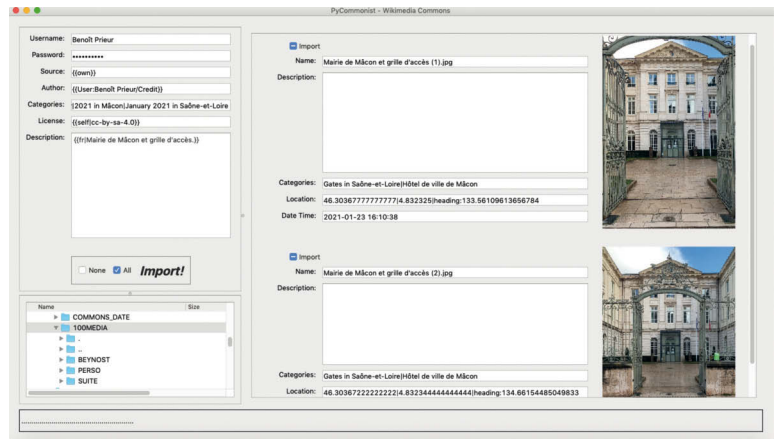 PyCommonist - Wikimedia Commons
Username: Benoît Prieur
Password: ••••••••••
Source: {{own}}
Author: {{User:Benoît Prieur/Credit}}
Categories: |2021 in Mâcon|January 2021 in Saône-et-Loire
License: {{self|cc-by-sa-4.0}}
Description: {{fr|Mairie de Mâcon et grille d'accès.}}
None All Import!
Name Size
COMMONS_DATE
100MEDIA
.
..
BEYNOST
PERSO
SUITE
Import
Name: Mairie de Mâcon et grille d'accès (1).jpg
Description:
Categories: Gates in Saône-et-Loire|Hôtel de ville de Mâcon
Location: 46.30367777777777|4.832325|heading:133.56109613656784
Date Time: 2021-01-23 16:10:38
Import
Name: Mairie de Mâcon et grille d'accès (2).jpg
Description:
Categories: Gates in Saône-et-Loire|Hôtel de ville de Mâcon
Location: 46.30367222222222|4.832344444444444|heading:134.66154485049833